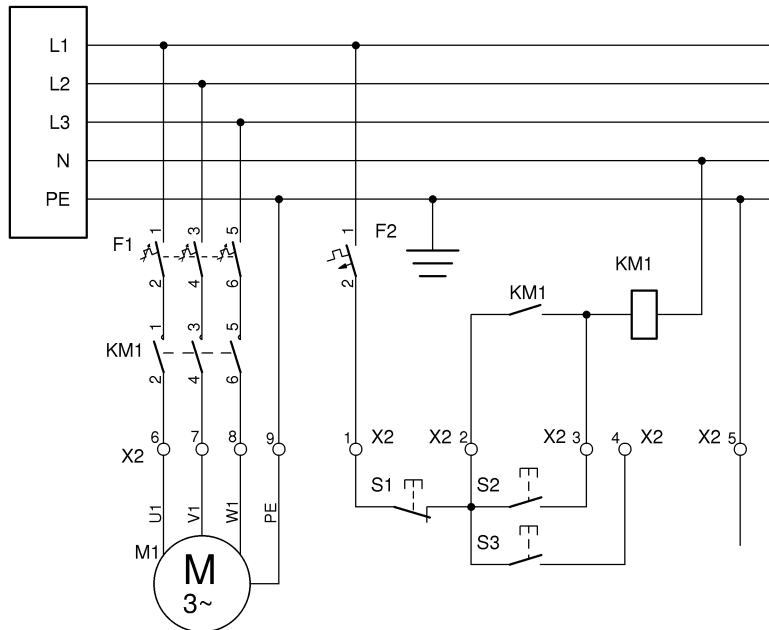 L1
L2
L3
N
PE
F1
1 3 5
2 4 6
F2
1
2
KM1
KM1
KM1
1 3 5
2 4 6
X2
6 7 8 9
1 X2
X2 2
X2 3
4 X2
X2 5
S1
S2
S3
U1 V1 W1 PE
M1
M
3~